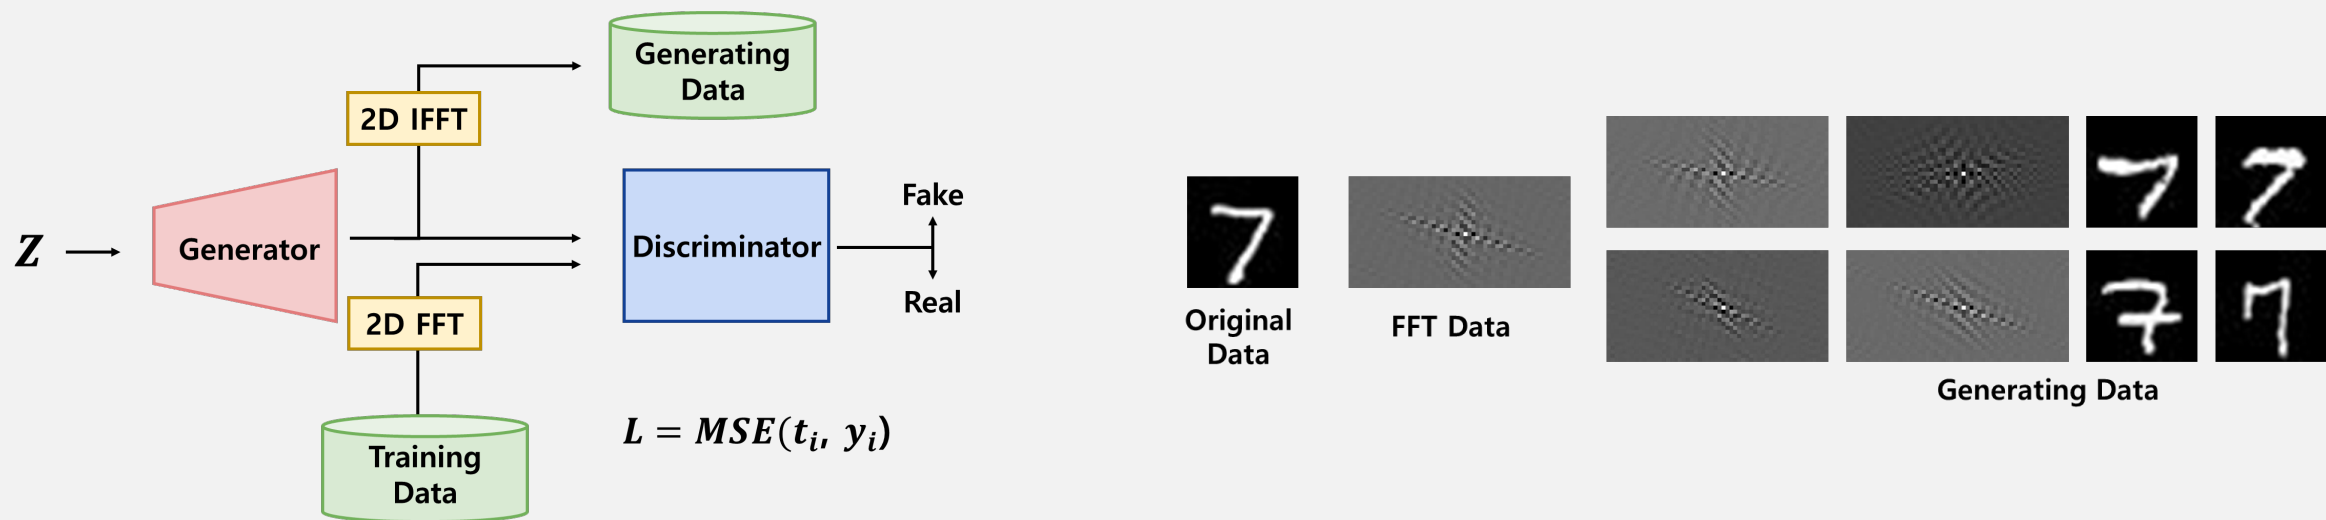 Generating
Data
2D IFFT
Z
Generator
Discriminator
Fake
Real
2D FFT
Training
Data
L = MSE(t_i, y_i)
Original
Data
FFT Data
Generating Data